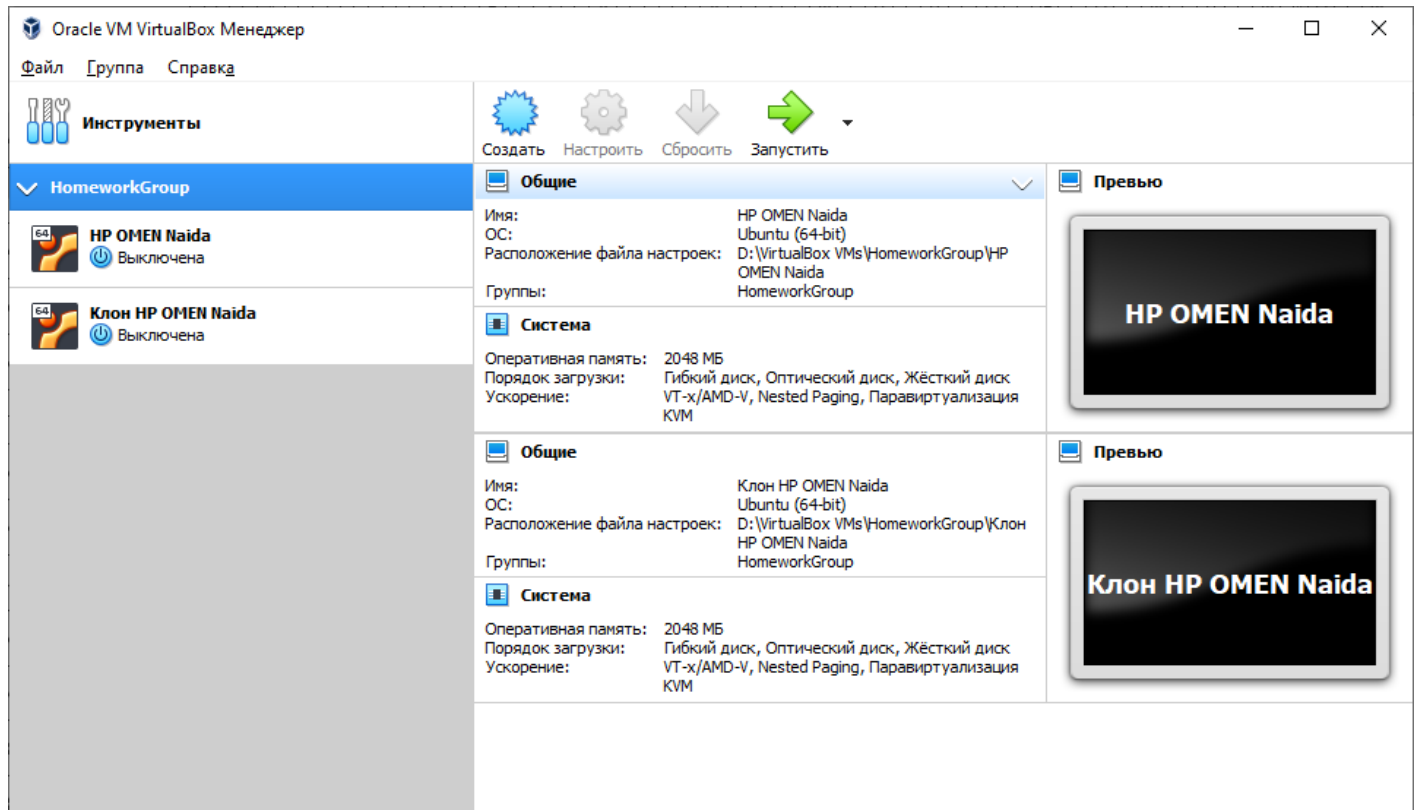 Oracle VM VirtualBox Менеджер
Файл Группа Справка
Инструменты
Создать Настроить Сбросить Запустить
HomeworkGroup
64 HP OMEN Naida
Выключена
64 Клон HP OMEN Naida
Выключена
Общие
Имя: HP OMEN Naida
ОС: Ubuntu (64-bit)
Расположение файла настроек: D:\VirtualBox VMs\HomeworkGroup\HP
OMEN Naida
Группы: HomeworkGroup
Система
Оперативная память: 2048 МБ
Порядок загрузки: Гибкий диск, Оптический диск, Жёсткий диск
Ускорение: VT-x/AMD-V, Nested Paging, Паравиртуализация
KVM
Превью
HP OMEN Naida
Общие
Имя: Клон HP OMEN Naida
ОС: Ubuntu (64-bit)
Расположение файла настроек: D:\VirtualBox VMs\HomeworkGroup\Клон
HP OMEN Naida
Группы: HomeworkGroup
Система
Оперативная память: 2048 МБ
Порядок загрузки: Гибкий диск, Оптический диск, Жёсткий диск
Ускорение: VT-x/AMD-V, Nested Paging, Паравиртуализация
KVM
Превью
Клон HP OMEN Naida